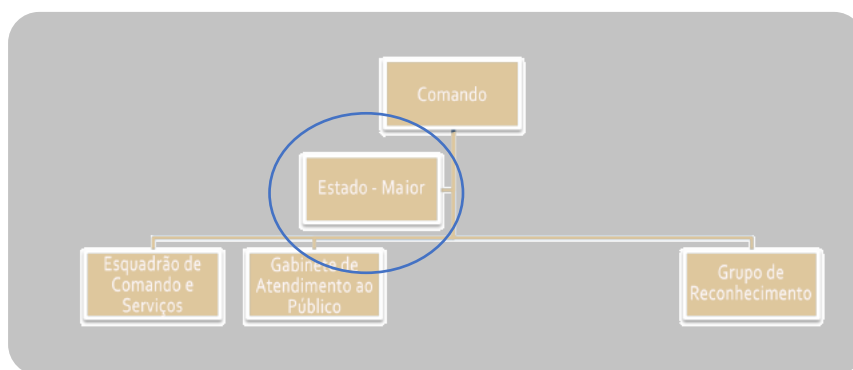 Comando
Estado - Maior
Esquadrão de
Comando e
Serviços
Gabinete de
Atendimento ao
Público
Grupo de
Reconhecimento